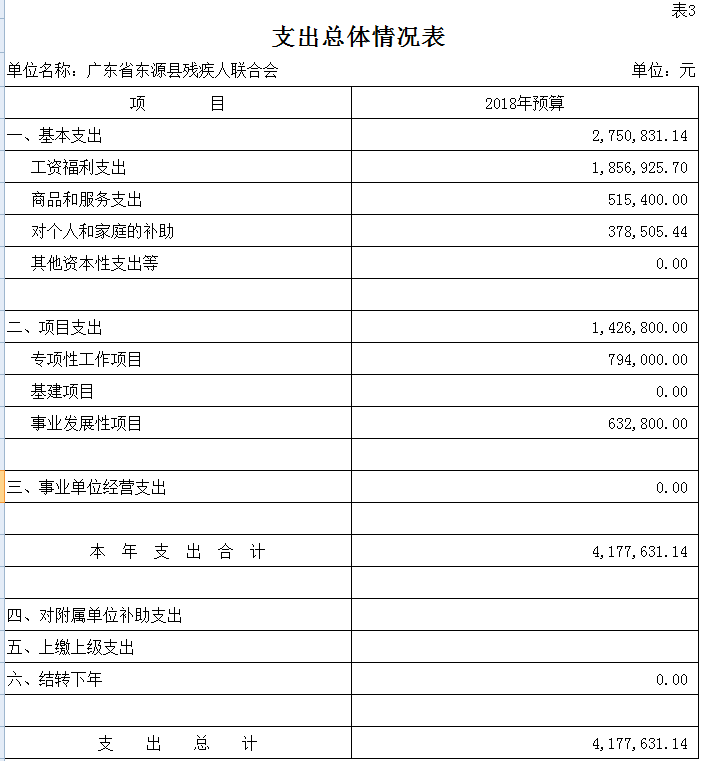 表3
支出总体情况表
单位名称：广东省东源县残疾人联合会 单位：元
项 目 2018年预算
一、基本支出 2,750,831.14
工资福利支出 1,856,925.70
商品和服务支出 515,400.00
对个人和家庭的补助 378,505.44
其他资本性支出等 0.00
二、项目支出 1,426,800.00
专项性工作项目 794,000.00
基建项目 0.00
事业发展性项目 632,800.00
三、事业单位经营支出 0.00
本 年 支 出 合 计 4,177,631.14
四、对附属单位补助支出
五、上缴上级支出
六、结转下年 0.00
支 出 总 计 4,177,631.14